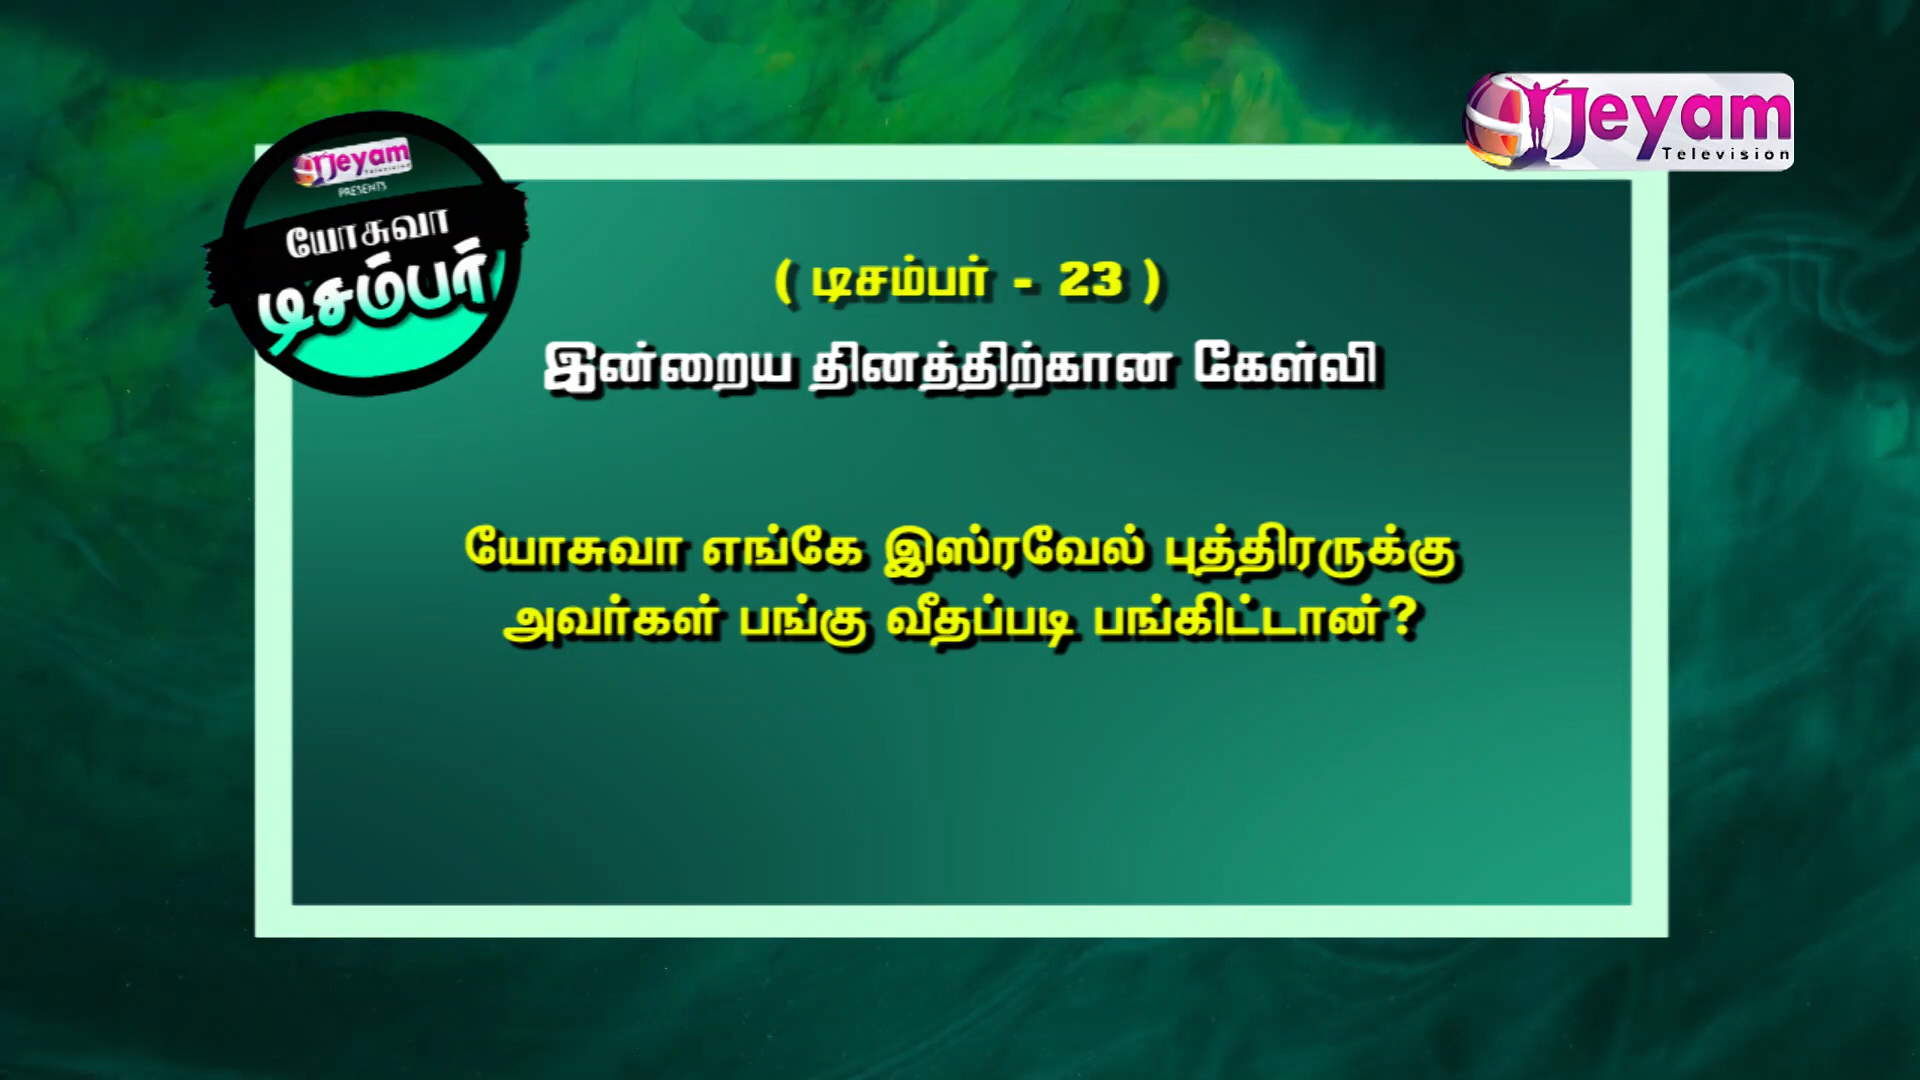 Jeyam
Television
Jeyam
Television
PRESENTS
யோசுவா
டிசம்பர்
( டிசம்பர் - 23 )
இன்றைய தினத்திற்கான கேள்வி
யோசுவா எங்கே இஸ்ரவேல் புத்திரருக்கு
அவர்கள் பங்கு வீதப்படி பங்கிட்டான்?